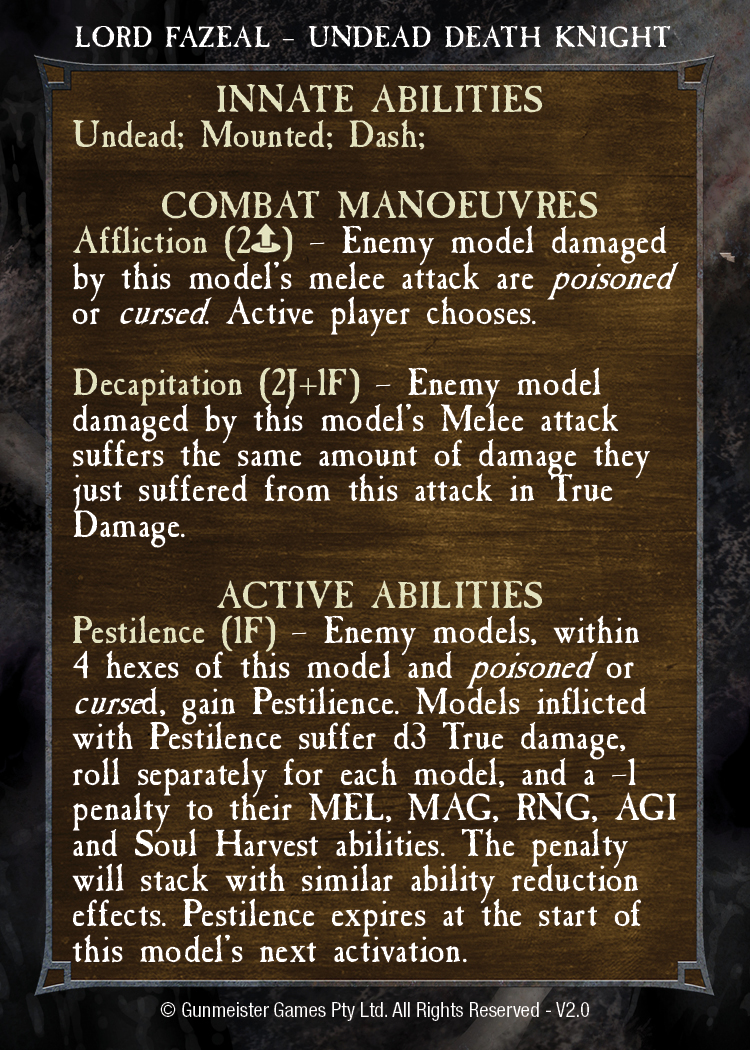 LORD FAZEAL – UNDEAD DEATH KNIGHT
INNATE ABILITIES
Undead; Mounted; Dash;
COMBAT MANOEUVRES
Affliction (2) – Enemy model damaged
by this model's melee attack are poisoned
or cursed. Active player chooses.
Decapitation (2J+1F) – Enemy model
damaged by this model's Melee attack
suffers the same amount of damage they
just suffered from this attack in True
Damage.
ACTIVE ABILITIES
Pestilence (1F) – Enemy models, within
4 hexes of this model and poisoned or
cursed, gain Pestilience. Models inflicted
with Pestilence suffer d3 True damage,
roll separately for each model, and a –1
penalty to their MEL, MAG, RNG, AGI
and Soul Harvest abilities. The penalty
will stack with similar ability reduction
effects. Pestilence expires at the start of
this model's next activation.
© Gunmeister Games Pty Ltd. All Rights Reserved - V2.0